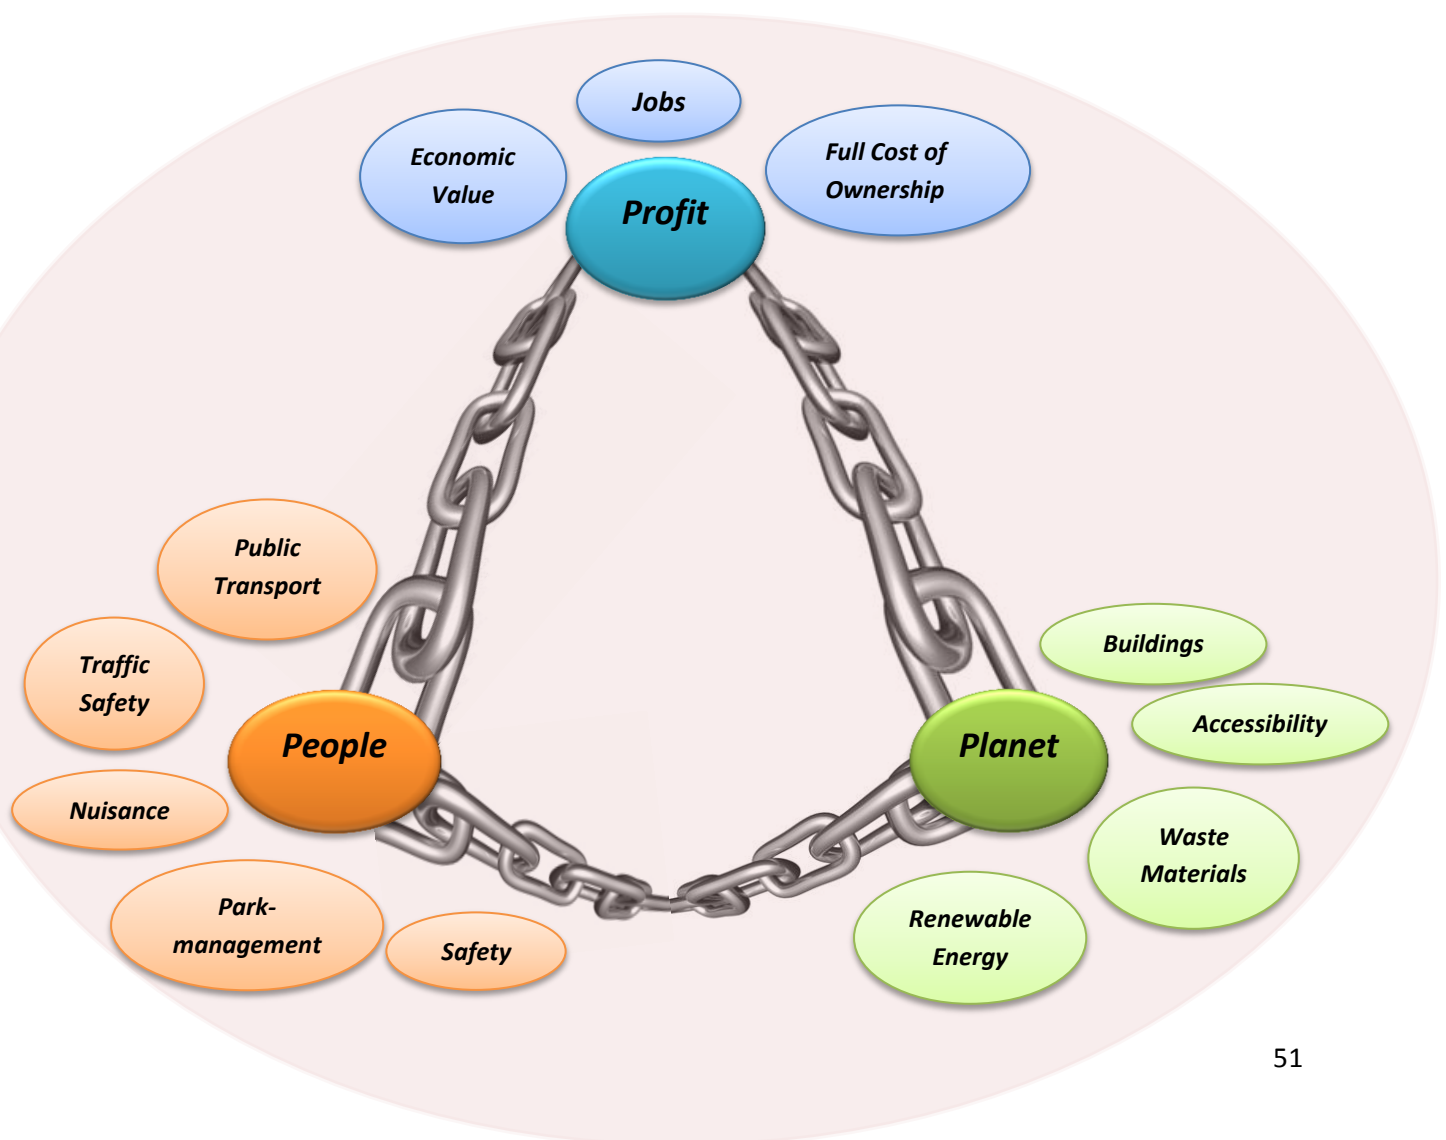 Jobs
Economic
Value
Full Cost of
Ownership
Profit
Public
Transport
Traffic
Safety
People
Nuisance
Park-
management
Safety
Buildings
Accessibility
Planet
Waste
Materials
Renewable
Energy
51